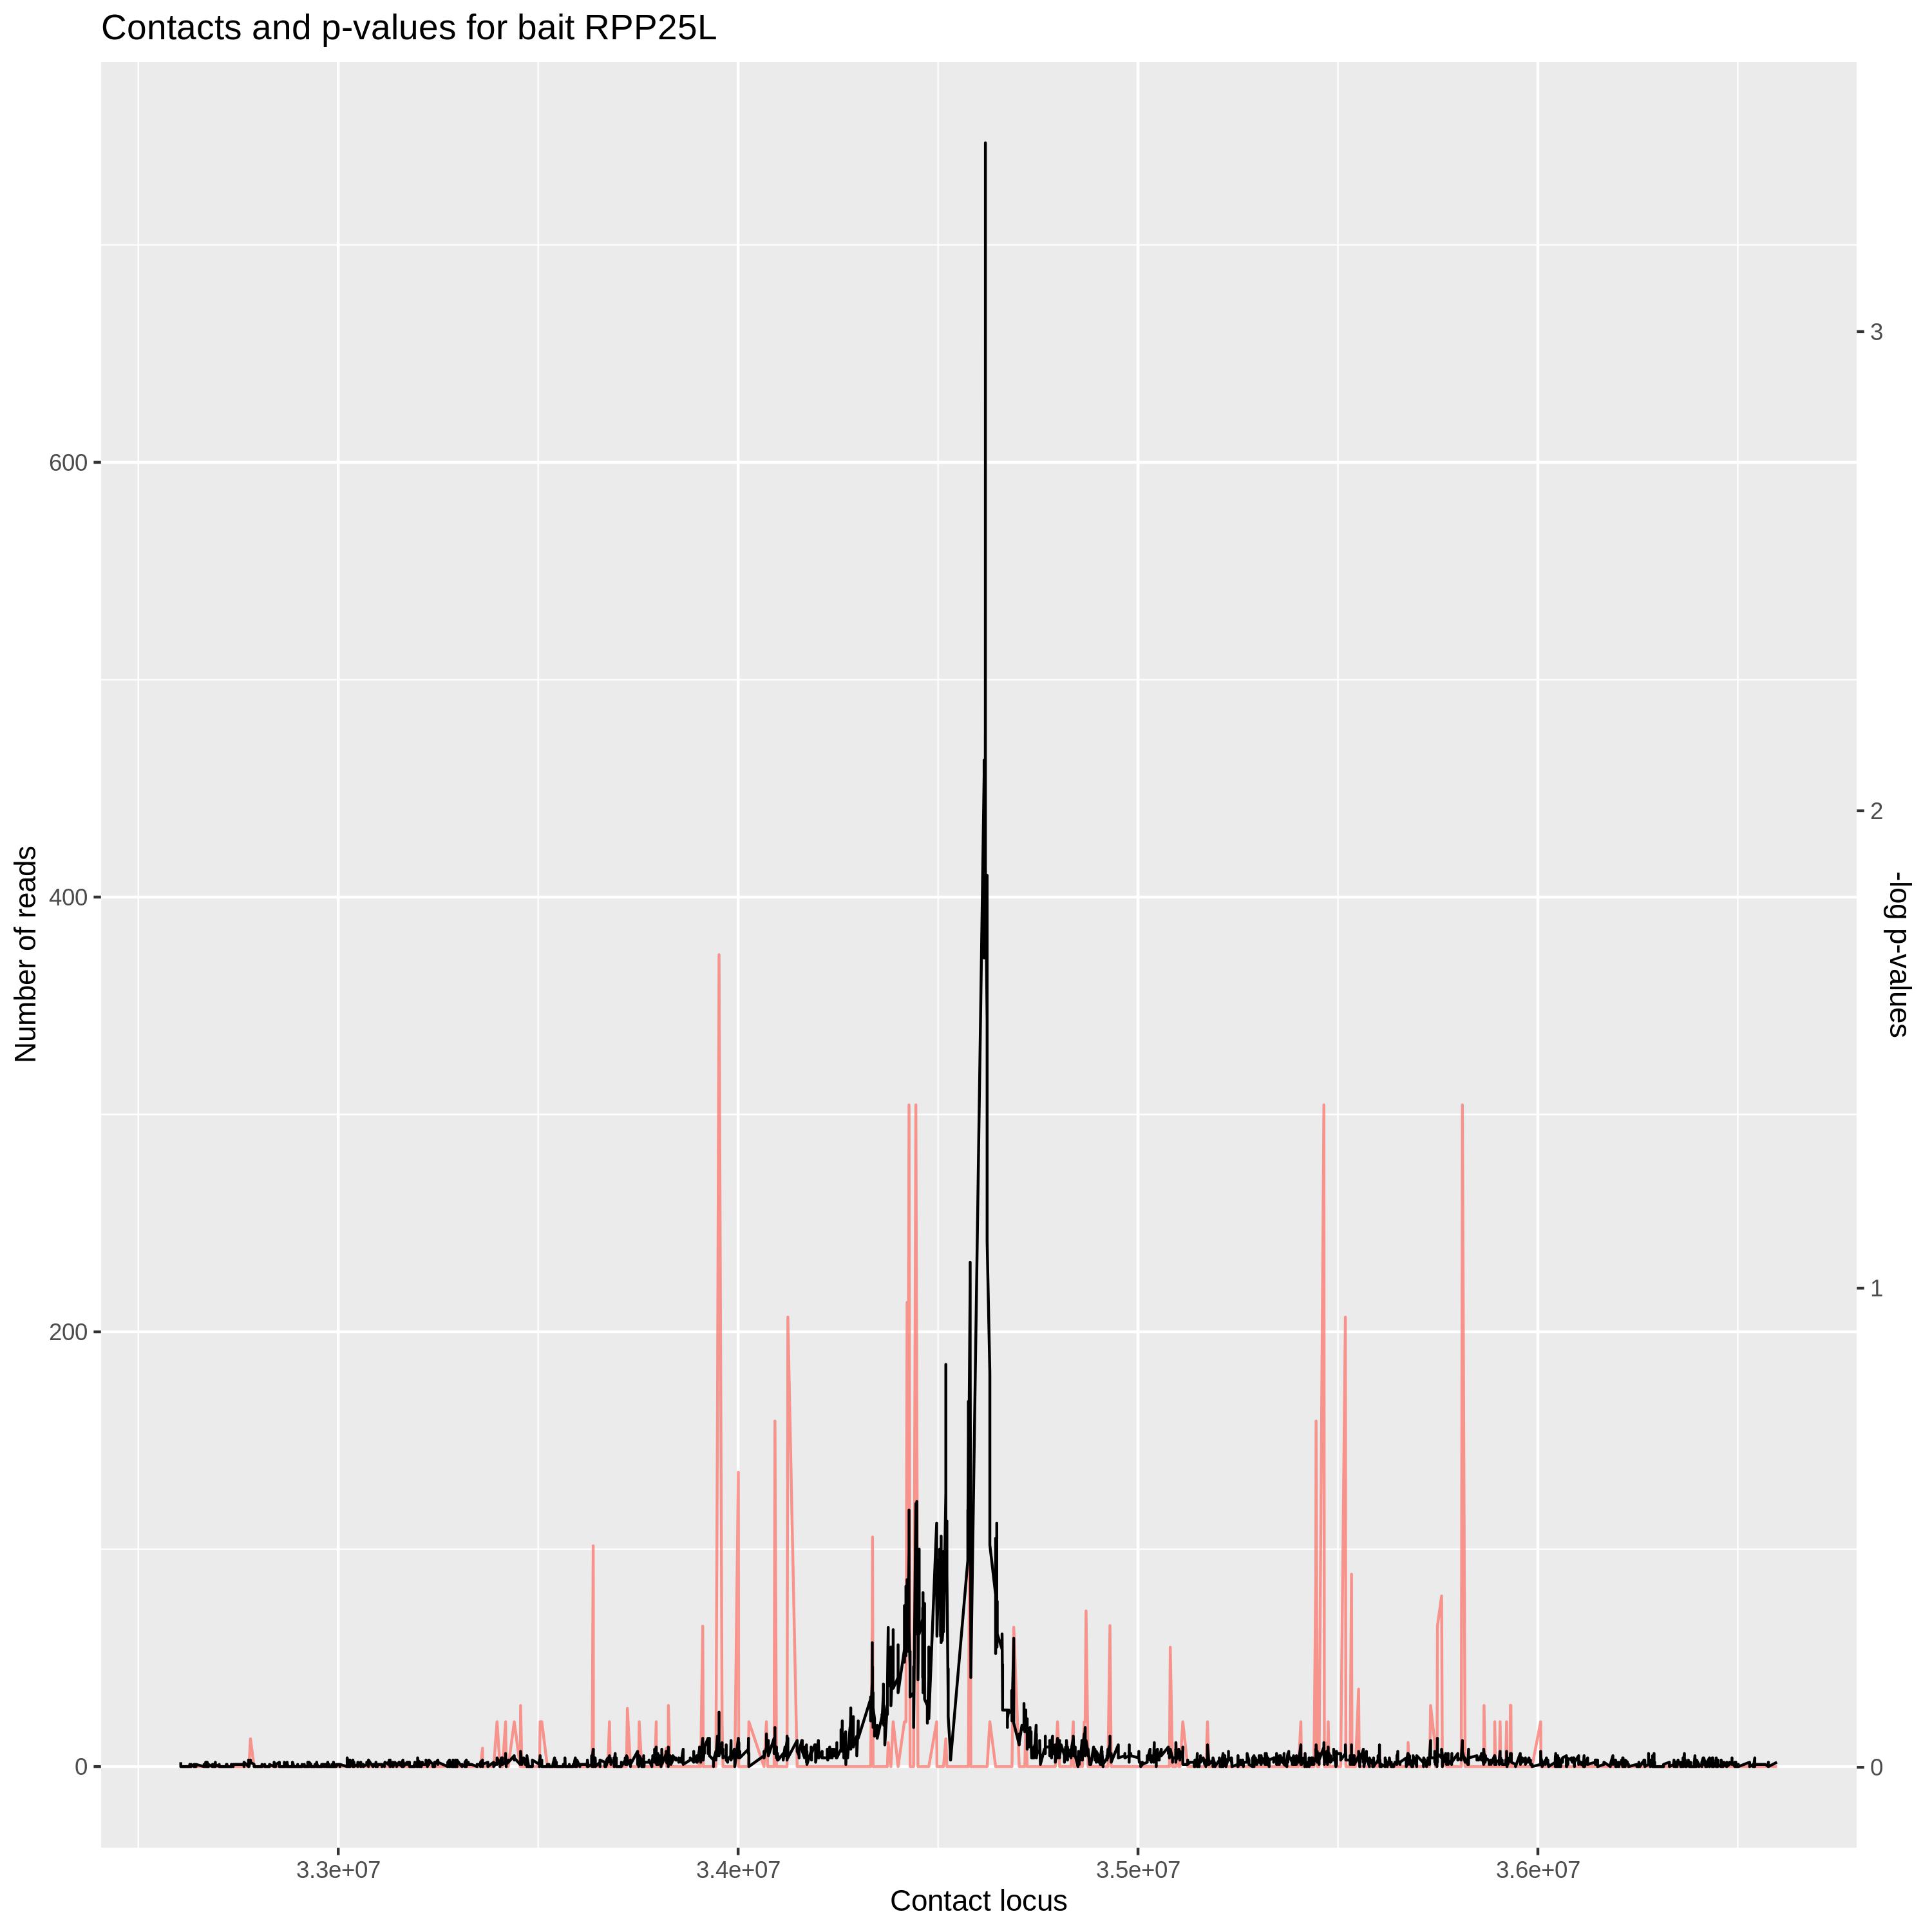 Contacts and p-values for bait RPP25L
600
400
200
0
Number of reads
3
2
1
0
-log p-values
3.3e+07
3.4e+07
3.5e+07
3.6e+07
Contact locus